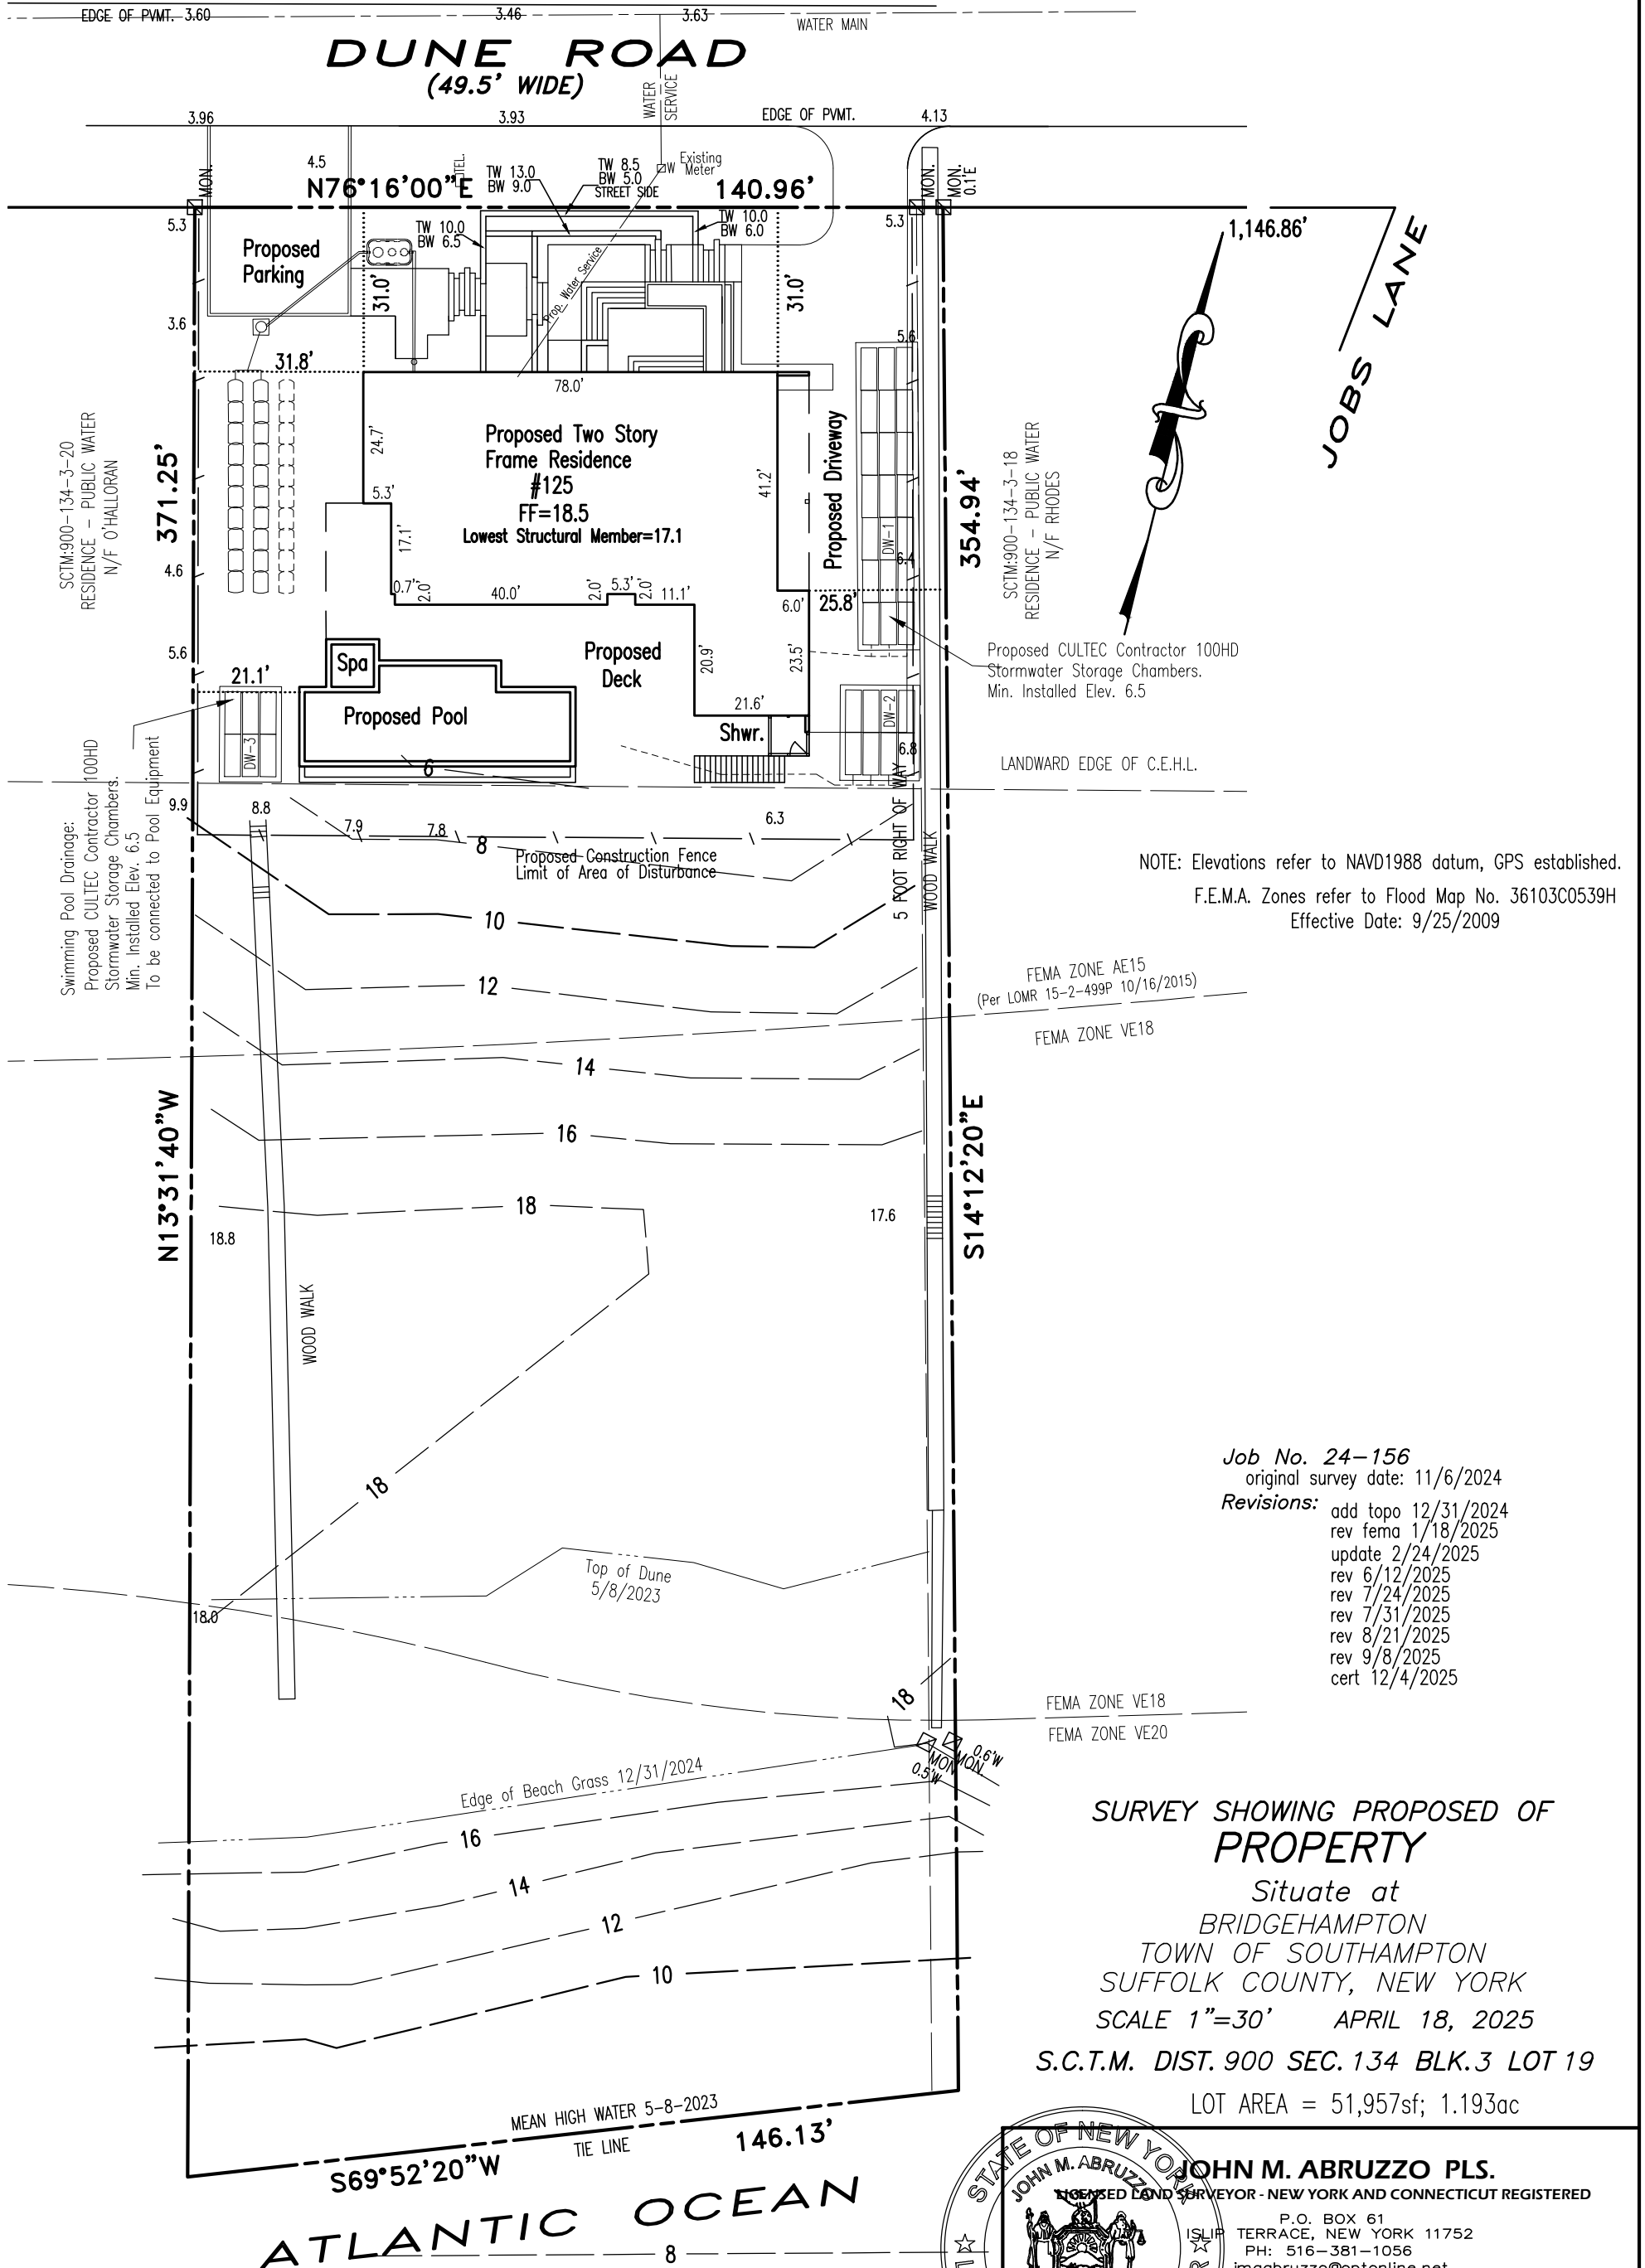 EDGE OF PVMT. 3.60
3.46
3.63
WATER MAIN
DUNE ROAD
(49.5' WIDE)
WATER
SERVICE
3.96
3.93
EDGE OF PVMT.
4.13
4.5
TEL.
TW 13.0
BW 9.0
TW 8.5
BW 5.0
STREET SIDE
W
Existing
Meter
MON.
MON.
MON.
0.1'E
N76°16'00"E
140.96'
5.3
5.3
1,146.86'
JOBS LANE
TW 10.0
BW 6.5
TW 10.0
BW 6.0
Proposed
Parking
31.0'
Prop. Water Service
31.0'
3.6
5.6
31.8'
78.0'
SCTM:900-134-3-20
RESIDENCE - PUBLIC WATER
N/F O'HALLORAN
371.25'
24.7'
Proposed Two Story
Frame Residence
#125
FF=18.5
Lowest Structural Member=17.1
41.2'
Proposed Driveway
DW-1
354.94'
SCTM:900-134-3-18
RESIDENCE - PUBLIC WATER
N/F RHODES
5.3'
17.1'
6.4
4.6
0.7'
2.0'
40.0'
2.0'
5.3'
2.0'
11.1'
6.0'
25.8'
5.6
Spa
Proposed
Deck
20.9'
23.5'
Proposed CULTEC Contractor 100HD
Stormwater Storage Chambers.
Min. Installed Elev. 6.5
21.1'
Proposed Pool
21.6'
DW-2
DW-3
Shwr.
6.8
6
LANDWARD EDGE OF C.E.H.L.
Swimming Pool Drainage:
Proposed CULTEC Contractor 100HD
Stormwater Storage Chambers.
Min. Installed Elev. 6.5
To be connected to Pool Equipment
9.9
8.8
7.9
7.8
6.3
8
Proposed Construction Fence
Limit of Area of Disturbance
5 FOOT RIGHT OF WAY
WOOD WALK
NOTE: Elevations refer to NAVD1988 datum, GPS established.
F.E.M.A. Zones refer to Flood Map No. 36103C0539H
Effective Date: 9/25/2009
10
12
FEMA ZONE AE15
(Per LOMR 15-2-499P 10/16/2015)
FEMA ZONE VE18
14
N13°31'40"W
S14°12'20"E
16
18
18.8
17.6
WOOD WALK
18
Job No. 24-156
original survey date: 11/6/2024
Revisions:
add topo 12/31/2024
rev fema 1/18/2025
update 2/24/2025
rev 6/12/2025
rev 7/24/2025
rev 7/31/2025
rev 8/21/2025
rev 9/8/2025
cert 12/4/2025
Top of Dune
5/8/2023
18.0
18
FEMA ZONE VE18
FEMA ZONE VE20
MON.
0.5'W
MON.
0.6'W
Edge of Beach Grass 12/31/2024
16
14
12
10
SURVEY SHOWING PROPOSED OF
PROPERTY
Situate at
BRIDGEHAMPTON
TOWN OF SOUTHAMPTON
SUFFOLK COUNTY, NEW YORK
SCALE 1"=30' APRIL 18, 2025
S.C.T.M. DIST. 900 SEC. 134 BLK.3 LOT 19
LOT AREA = 51,957sf; 1.193ac
MEAN HIGH WATER 5-8-2023
TIE LINE
146.13'
S69°52'20"W
ATLANTIC OCEAN
8
STATE OF NEW YORK
JOHN M. ABRUZZO
JOHN M. ABRUZZO PLS.
LICENSED LAND SURVEYOR - NEW YORK AND CONNECTICUT REGISTERED
P.O. BOX 61
ISLIP TERRACE, NEW YORK 11752
PH: 516-381-1056
jmaabruzzo@optonline.net